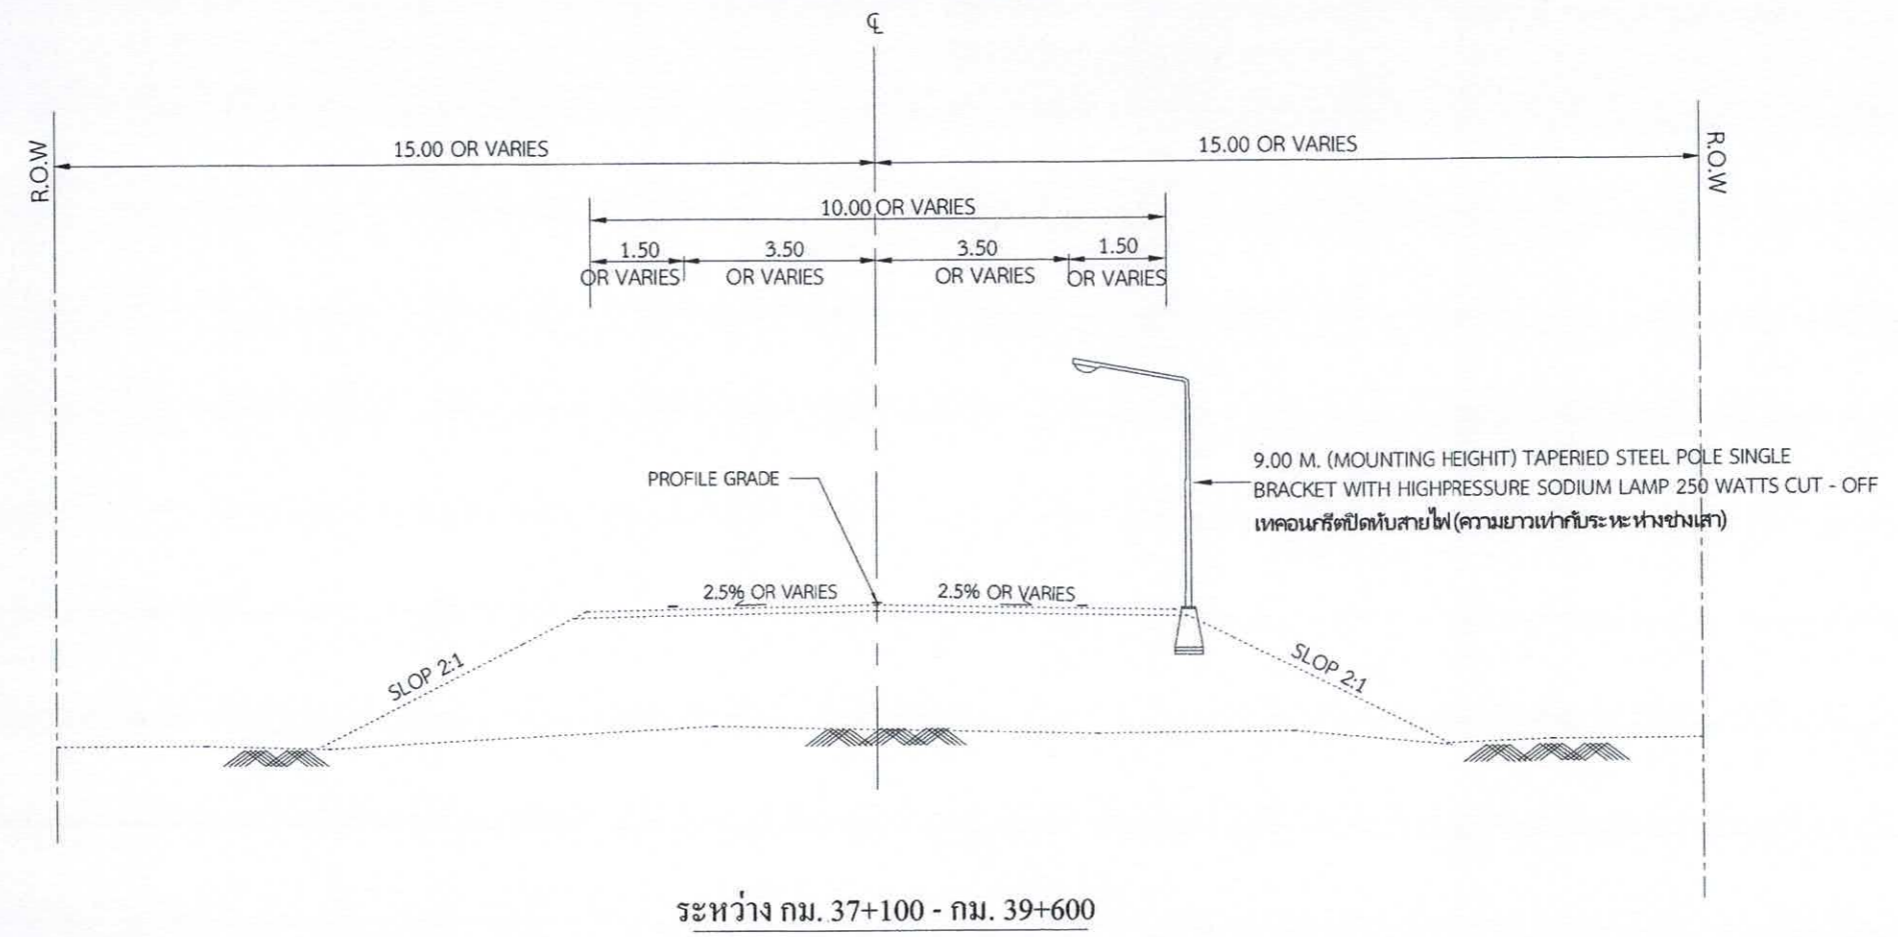 ℄
R.O.W
15.00 OR VARIES
15.00 OR VARIES
R.O.W
10.00 OR VARIES
1.50
OR VARIES
3.50
OR VARIES
3.50
OR VARIES
1.50
OR VARIES
PROFILE GRADE
9.00 M. (MOUNTING HEIGHIT) TAPERIED STEEL POLE SINGLE
BRACKET WITH HIGHPRESSURE SODIUM LAMP 250 WATTS CUT - OFF
เทคอนกรีตปิดทับสายไฟ (ความยาวเท่ากับระหะห่างช่างเสา)
2.5% OR VARIES
2.5% OR VARIES
SLOP 2:1
SLOP 2:1
ระหว่าง กม. 37+100 - กม. 39+600